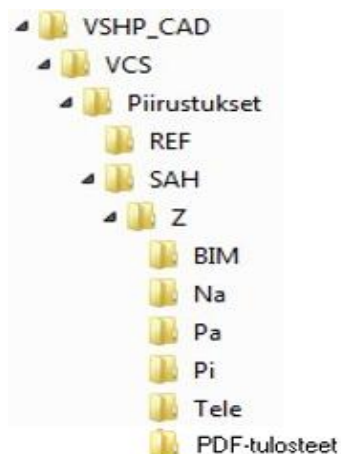 VSHP_CAD
VCS
Piirustukset
REF
SAH
Z
BIM
Na
Pa
Pi
Tele
PDF-tulosteet